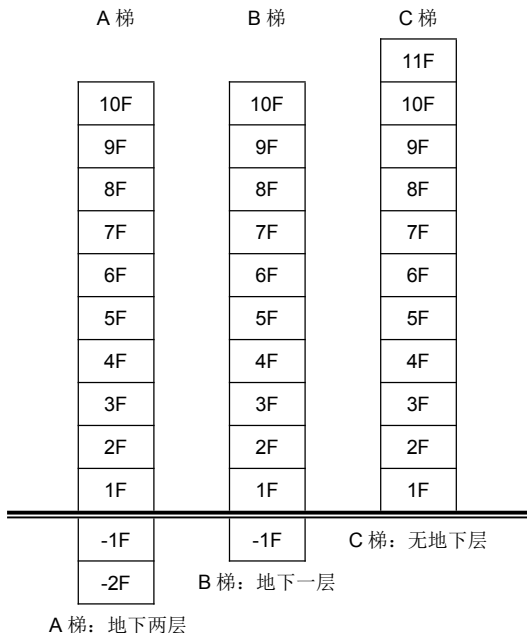 A 梯 B 梯 C 梯
11F
10F 10F 10F
9F 9F 9F
8F 8F 8F
7F 7F 7F
6F 6F 6F
5F 5F 5F
4F 4F 4F
3F 3F 3F
2F 2F 2F
1F 1F 1F
-1F -1F C 梯：无地下层
-2F B 梯：地下一层
A 梯：地下两层